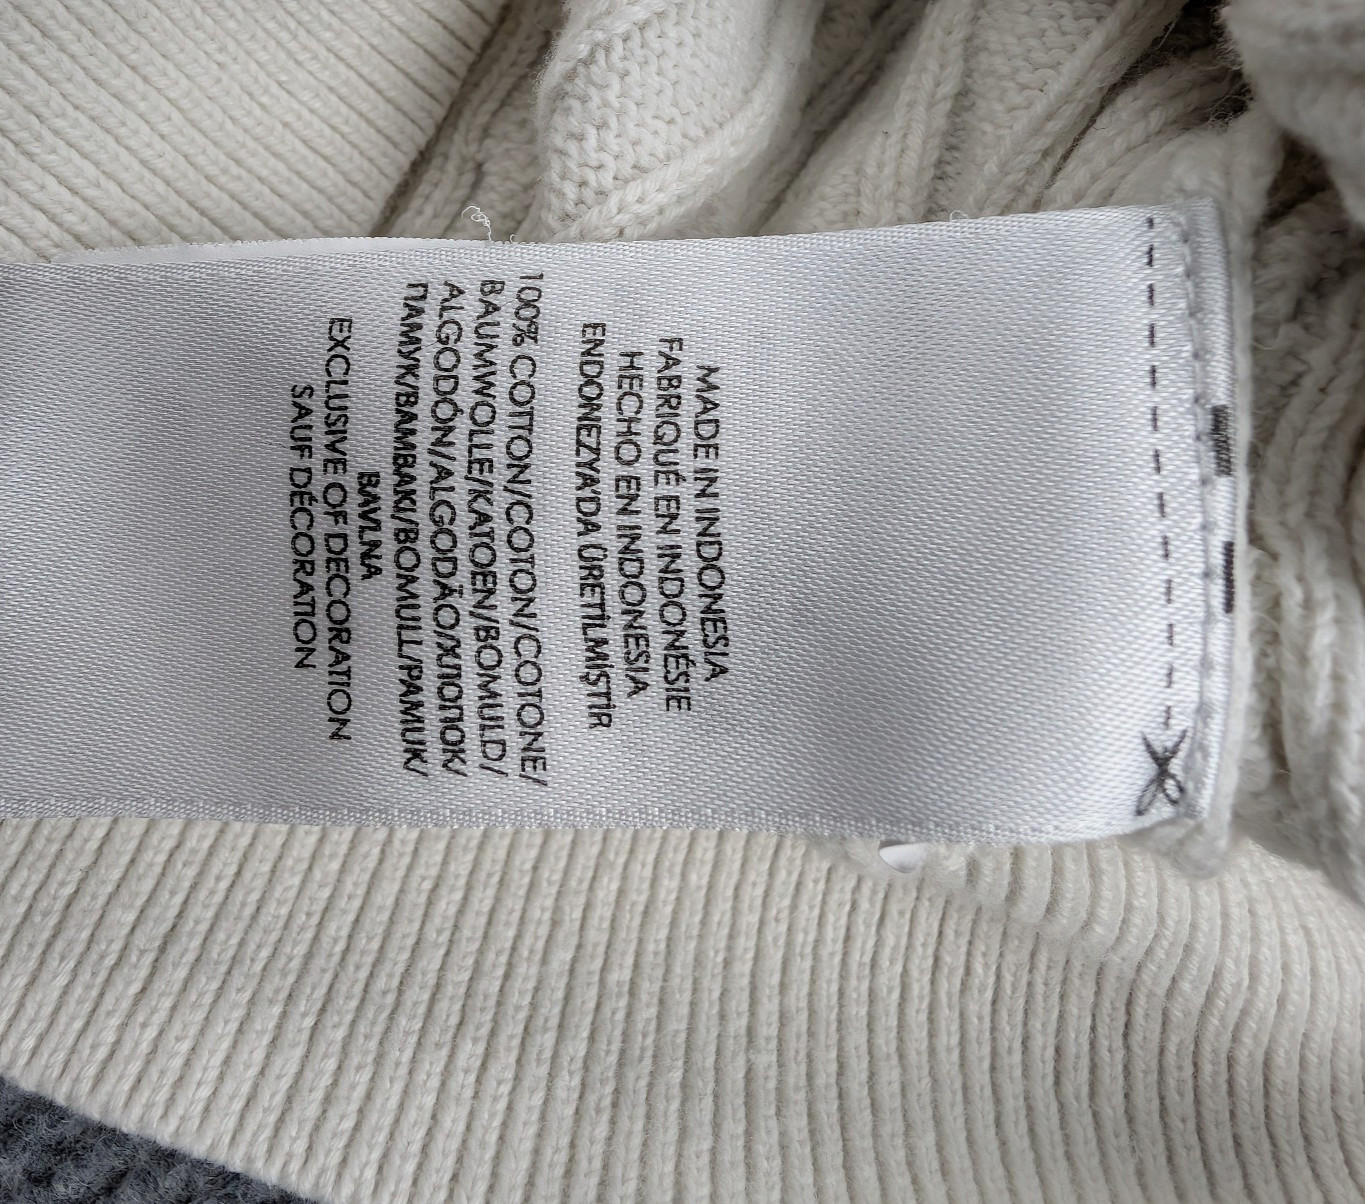 MADE IN INDONESIA
FABRIQUÉ EN INDONÉSIE
HECHO EN INDONESIA
ENDONEZYA'DA ÜRETİLMİŞTİR
100% COTTON/COTON/COTONE/
BAUMWOLLE/KATOEN/BOMULD/
ALGODÓN/ALGODÃO/ХЛОПОК/
ПАМУК/BAMBAKI/BOMULL/PAMUK/
BAVLNA
EXCLUSIVE OF DECORATION
SAUF DÉCORATION